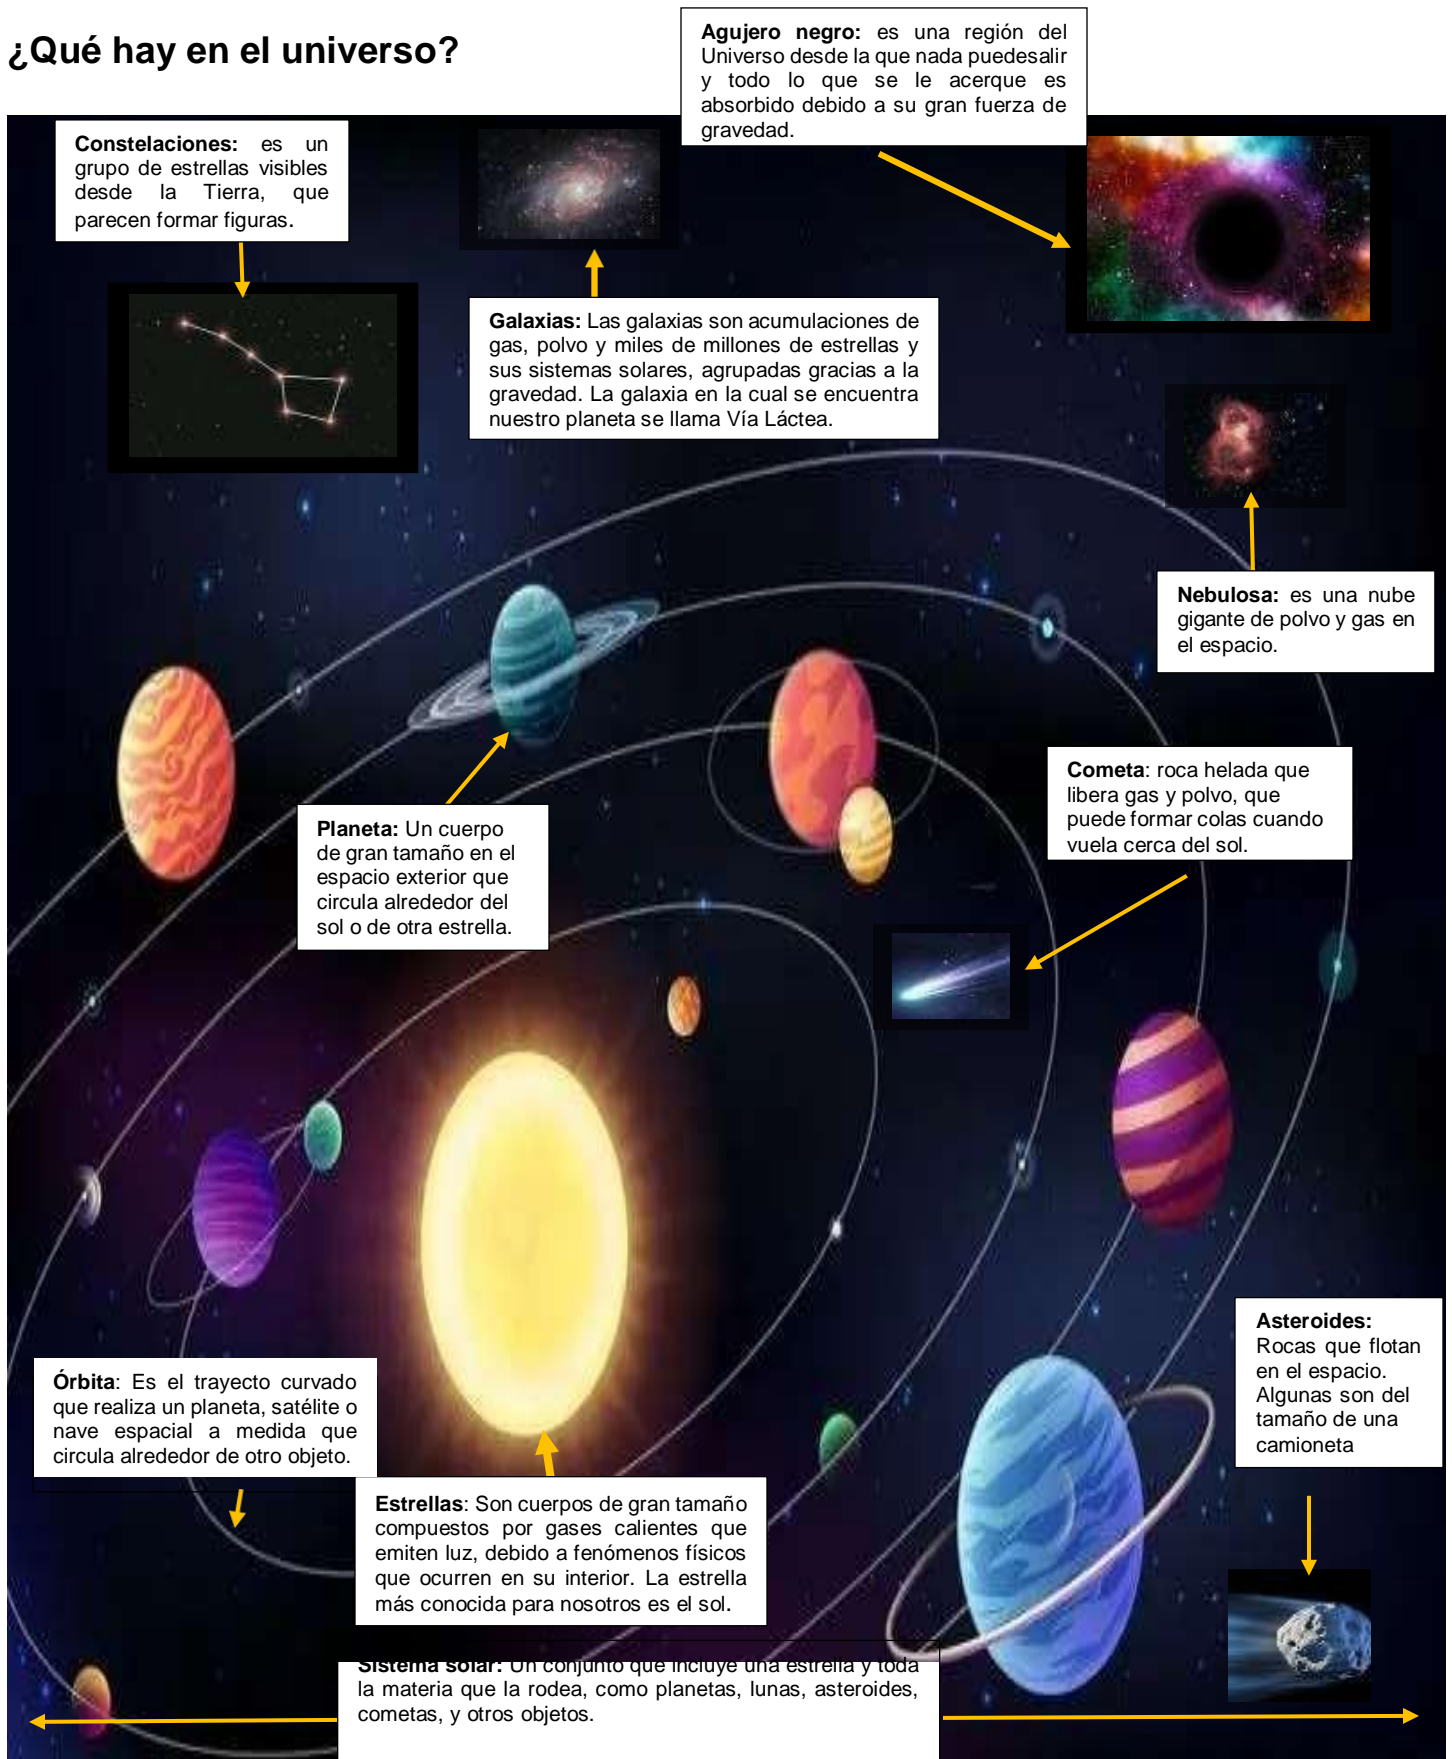 ¿Qué hay en el universo?
Agujero negro: es una región del
Universo desde la que nada puedesalir
y todo lo que se le acerque es
absorbido debido a su gran fuerza de
gravedad.
Constelaciones: es un
grupo de estrellas visibles
desde la Tierra, que
parecen formar figuras.
Galaxias: Las galaxias son acumulaciones de
gas, polvo y miles de millones de estrellas y
sus sistemas solares, agrupadas gracias a la
gravedad. La galaxia en la cual se encuentra
nuestro planeta se llama Vía Láctea.
Nebulosa: es una nube
gigante de polvo y gas en
el espacio.
Cometa: roca helada que
libera gas y polvo, que
puede formar colas cuando
vuela cerca del sol.
Planeta: Un cuerpo
de gran tamaño en el
espacio exterior que
circula alrededor del
sol o de otra estrella.
Asteroides:
Rocas que flotan
en el espacio.
Algunas son del
tamaño de una
camioneta
Órbita: Es el trayecto curvado
que realiza un planeta, satélite o
nave espacial a medida que
circula alrededor de otro objeto.
Estrellas: Son cuerpos de gran tamaño
compuestos por gases calientes que
emiten luz, debido a fenómenos físicos
que ocurren en su interior. La estrella
más conocida para nosotros es el sol.
Sistema solar: Un conjunto que incluye una estrella y toda
la materia que la rodea, como planetas, lunas, asteroides,
cometas, y otros objetos.